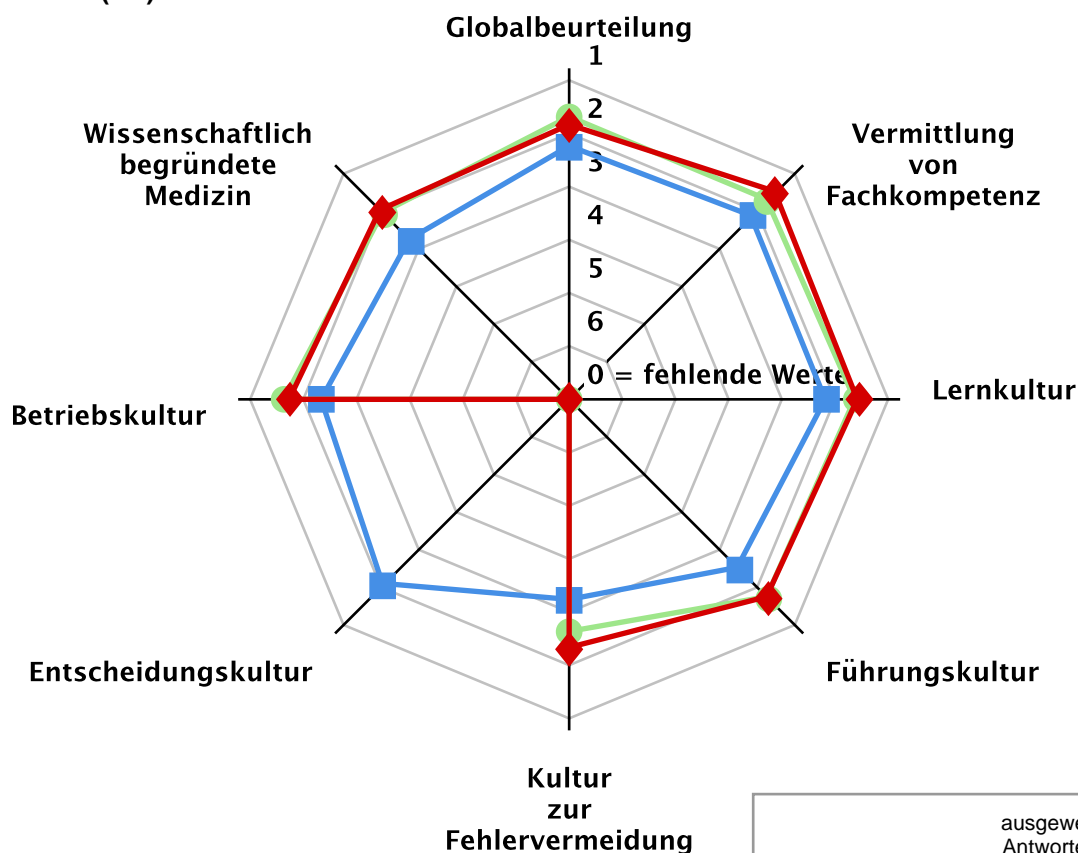 Globalbeurteilung
1
2
3
4
5
6
0 = fehlende Werte
Vermittlung
von
Fachkompetenz
Lernkultur
Führungskultur
Kultur
zur
Fehlervermeidung
Entscheidungskultur
Betriebskultur
Wissenschaftlich
begründete
Medizin